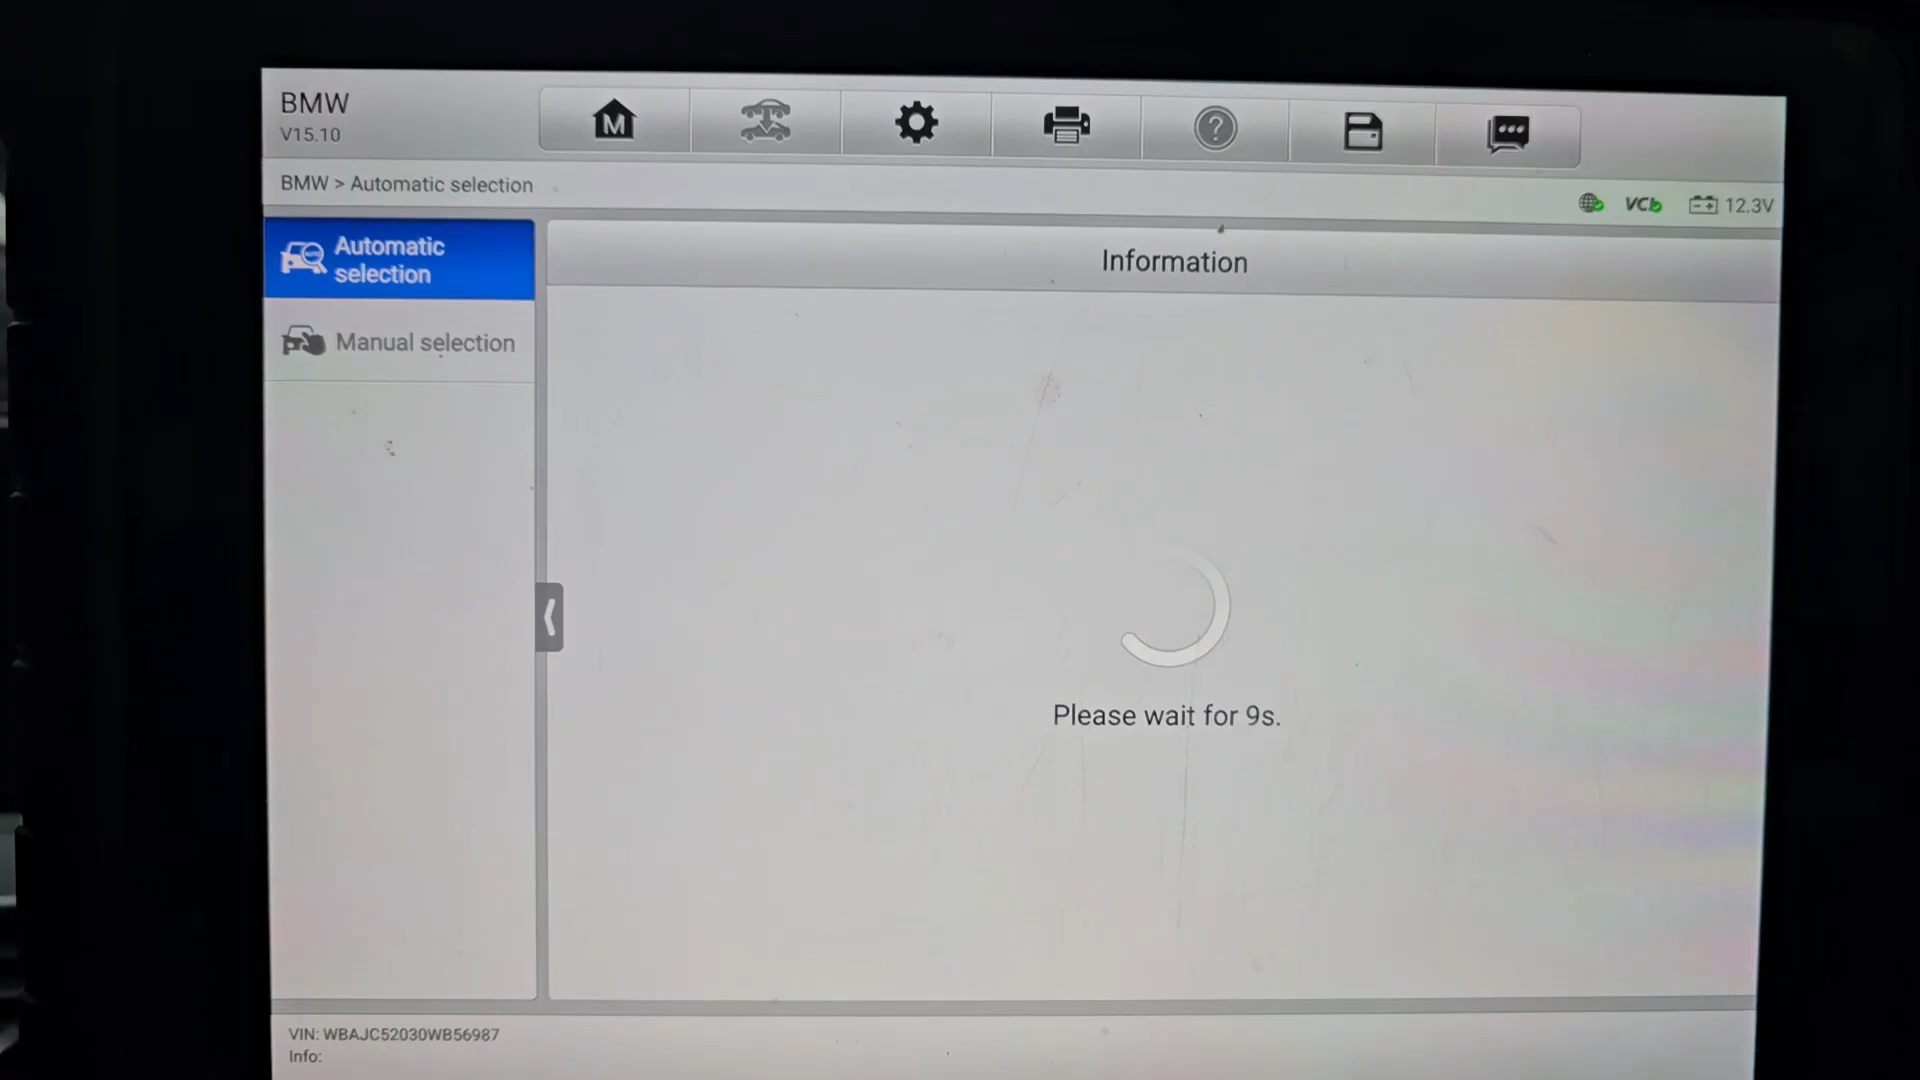 BMW
V15.10
M
?
BMW > Automatic selection
VCI
12.3V
Automatic
selection
Manual selection
Information
Please wait for 9s.
VIN: WBAJC52030WB56987
Info: